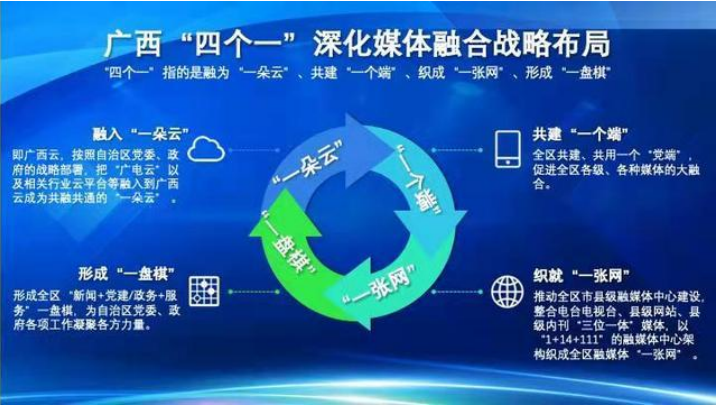 广西“四个一”深化媒体融合战略布局
“四个一”指的是融为“一朵云”、共建“一个端”、织成“一张网”、形成“一盘棋”
融入“一朵云”
即广西云，按照自治区党委、政
府的战略部署，把“广电云”以
及相关行业云平台等融入到广西
云成为共融共通的“一朵云”。
共建“一个端”
全区共建、共用一个“党端”，
促进全区各级、各种媒体的大融
合。
“一朵云”
“一个端”
“一盘棋”
“一张网”
形成“一盘棋”
形成全区“新闻+党建/政务+服
务”一盘棋，为自治区党委、政
府各项工作凝聚各方力量。
织就“一张网”
推动全区市县级融媒体中心建设，
整合电台电视台、县级网站、县
级内刊“三位一体”媒体，以
“1+14+111”的融媒体中心架
构织成全区融媒体“一张网”。